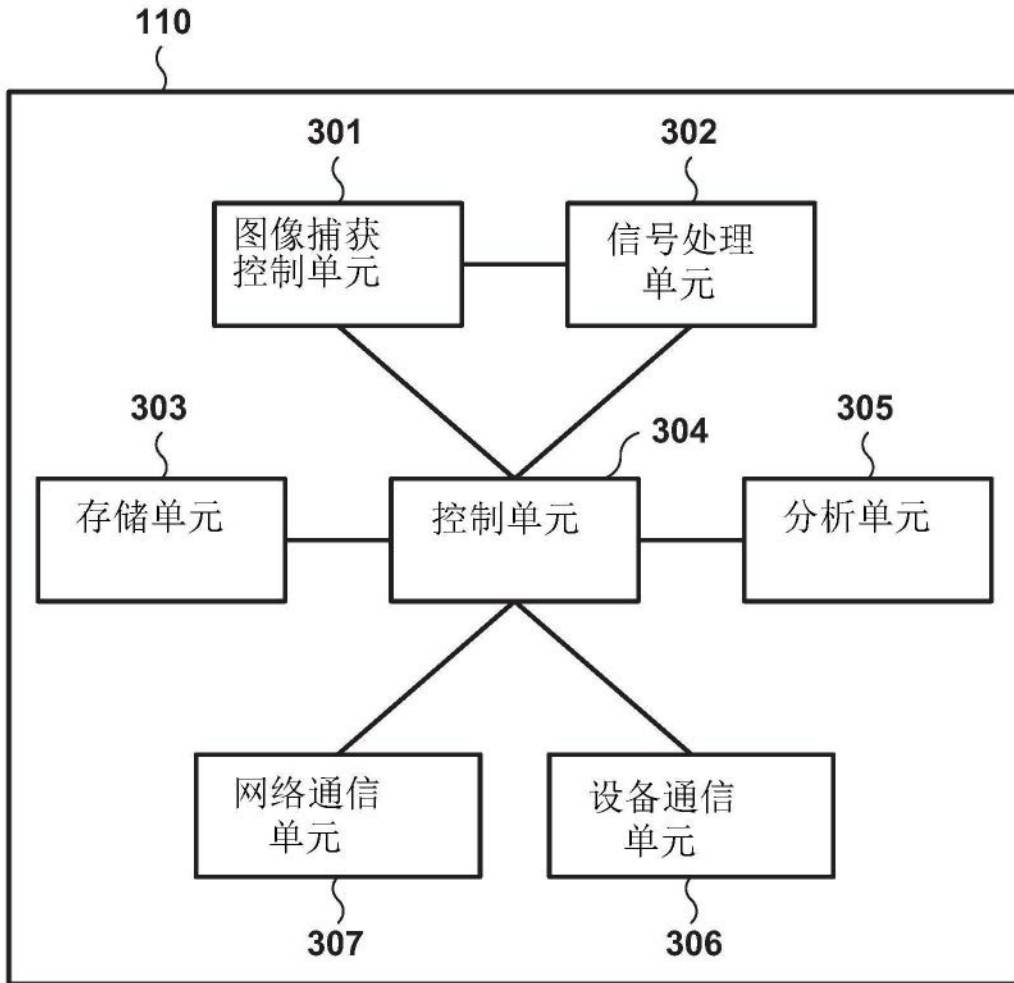 110
301
302
图像捕获
控制单元
信号处理
单元
303
304
305
存储单元
控制单元
分析单元
网络通信
单元
设备通信
单元
307
306